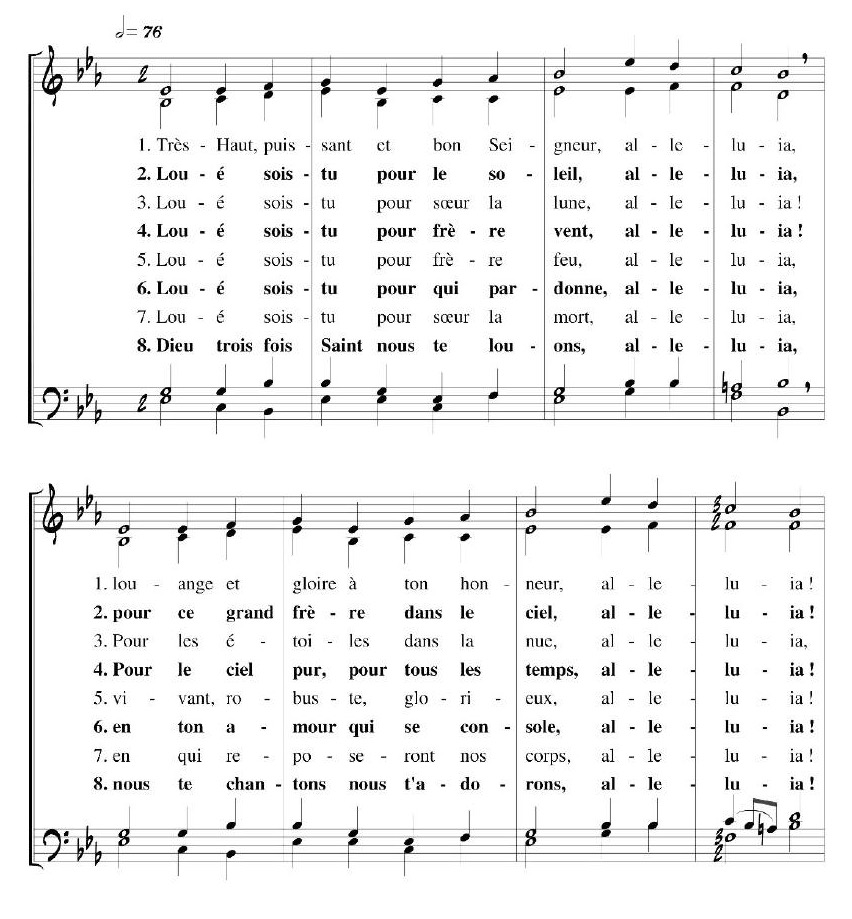 = 76
2
1. Très - Haut, puis - sant et bon Sei - gneur, al - le - lu - ia,
2. Lou - é sois - tu pour le so - leil, al - le - lu - ia,
3. Lou - é sois - tu pour sœur la lune, al - le - lu - ia !
4. Lou - é sois - tu pour frè - re vent, al - le - lu - ia !
5. Lou - é sois - tu pour frè - re feu, al - le - lu - ia,
6. Lou - é sois - tu pour qui par - donne, al - le - lu - ia,
7. Lou - é sois - tu pour sœur la mort, al - le - lu - ia,
8. Dieu trois fois Saint nous te lou - ons, al - le - lu - ia,
2
3
2
1. lou - ange et gloire à ton hon - neur, al - le - lu - ia !
2. pour ce grand frè - re dans le ciel, al - le - lu - ia !
3. Pour les é - toi - les dans la nue, al - le - lu - ia,
4. Pour le ciel pur, pour tous les temps, al - le - lu - ia !
5. vi - vant, ro - bus - te, glo - ri - eux, al - le - lu - ia !
6. en ton a - mour qui se con - sole, al - le - lu - ia !
7. en qui re - po - se - ront nos corps, al - le - lu - ia !
8. nous te chan - tons nous t'a - do - rons, al - le - lu - ia !
3
2